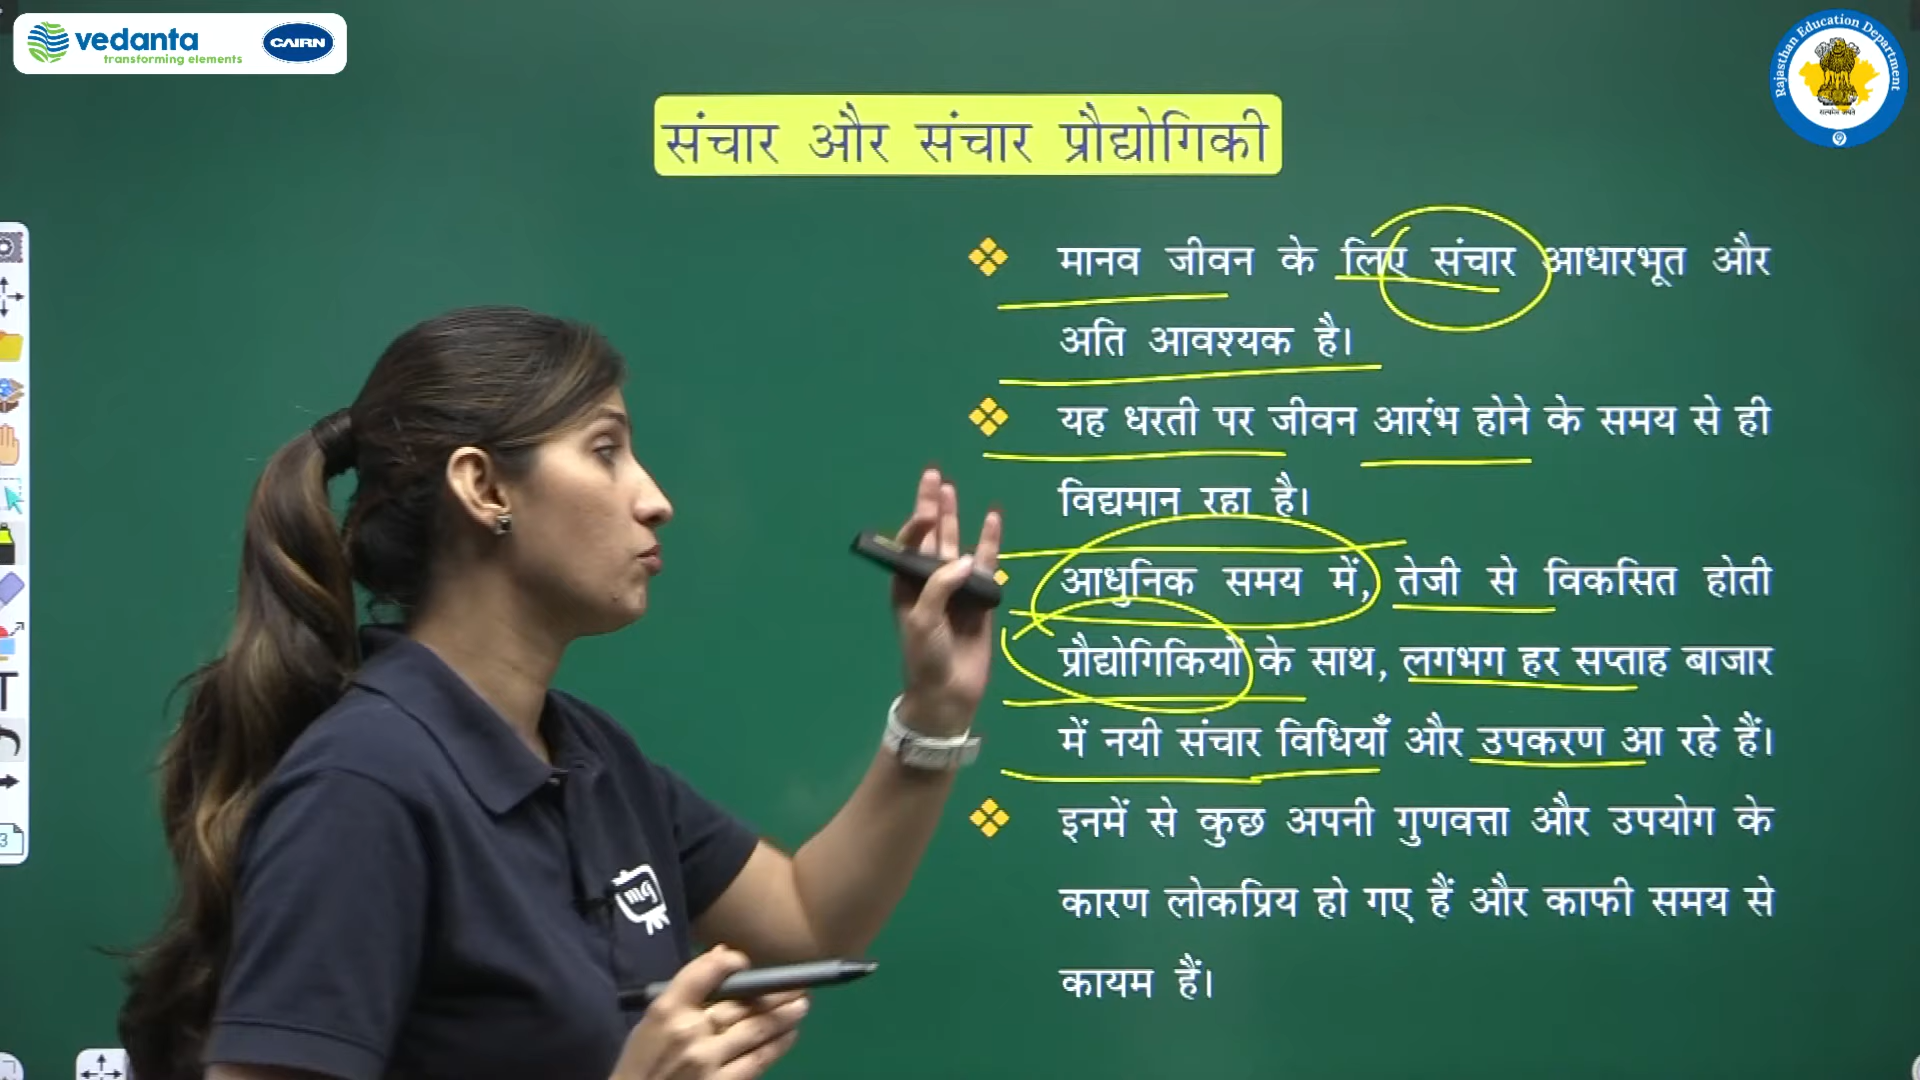 vedanta
transforming elements
CAIRN
Rajasthan Education Department
संचार और संचार प्रौद्योगिकी
मानव जीवन के लिए संचार आधारभूत और
अति आवश्यक है।
यह धरती पर जीवन आरंभ होने के समय से ही
विद्यमान रहा है।
आधुनिक समय में, तेजी से विकसित होती
प्रौद्योगिकियों के साथ, लगभग हर सप्ताह बाजार
में नयी संचार विधियाँ और उपकरण आ रहे हैं।
इनमें से कुछ अपनी गुणवत्ता और उपयोग के
कारण लोकप्रिय हो गए हैं और काफी समय से
कायम हैं।
mg
T
3